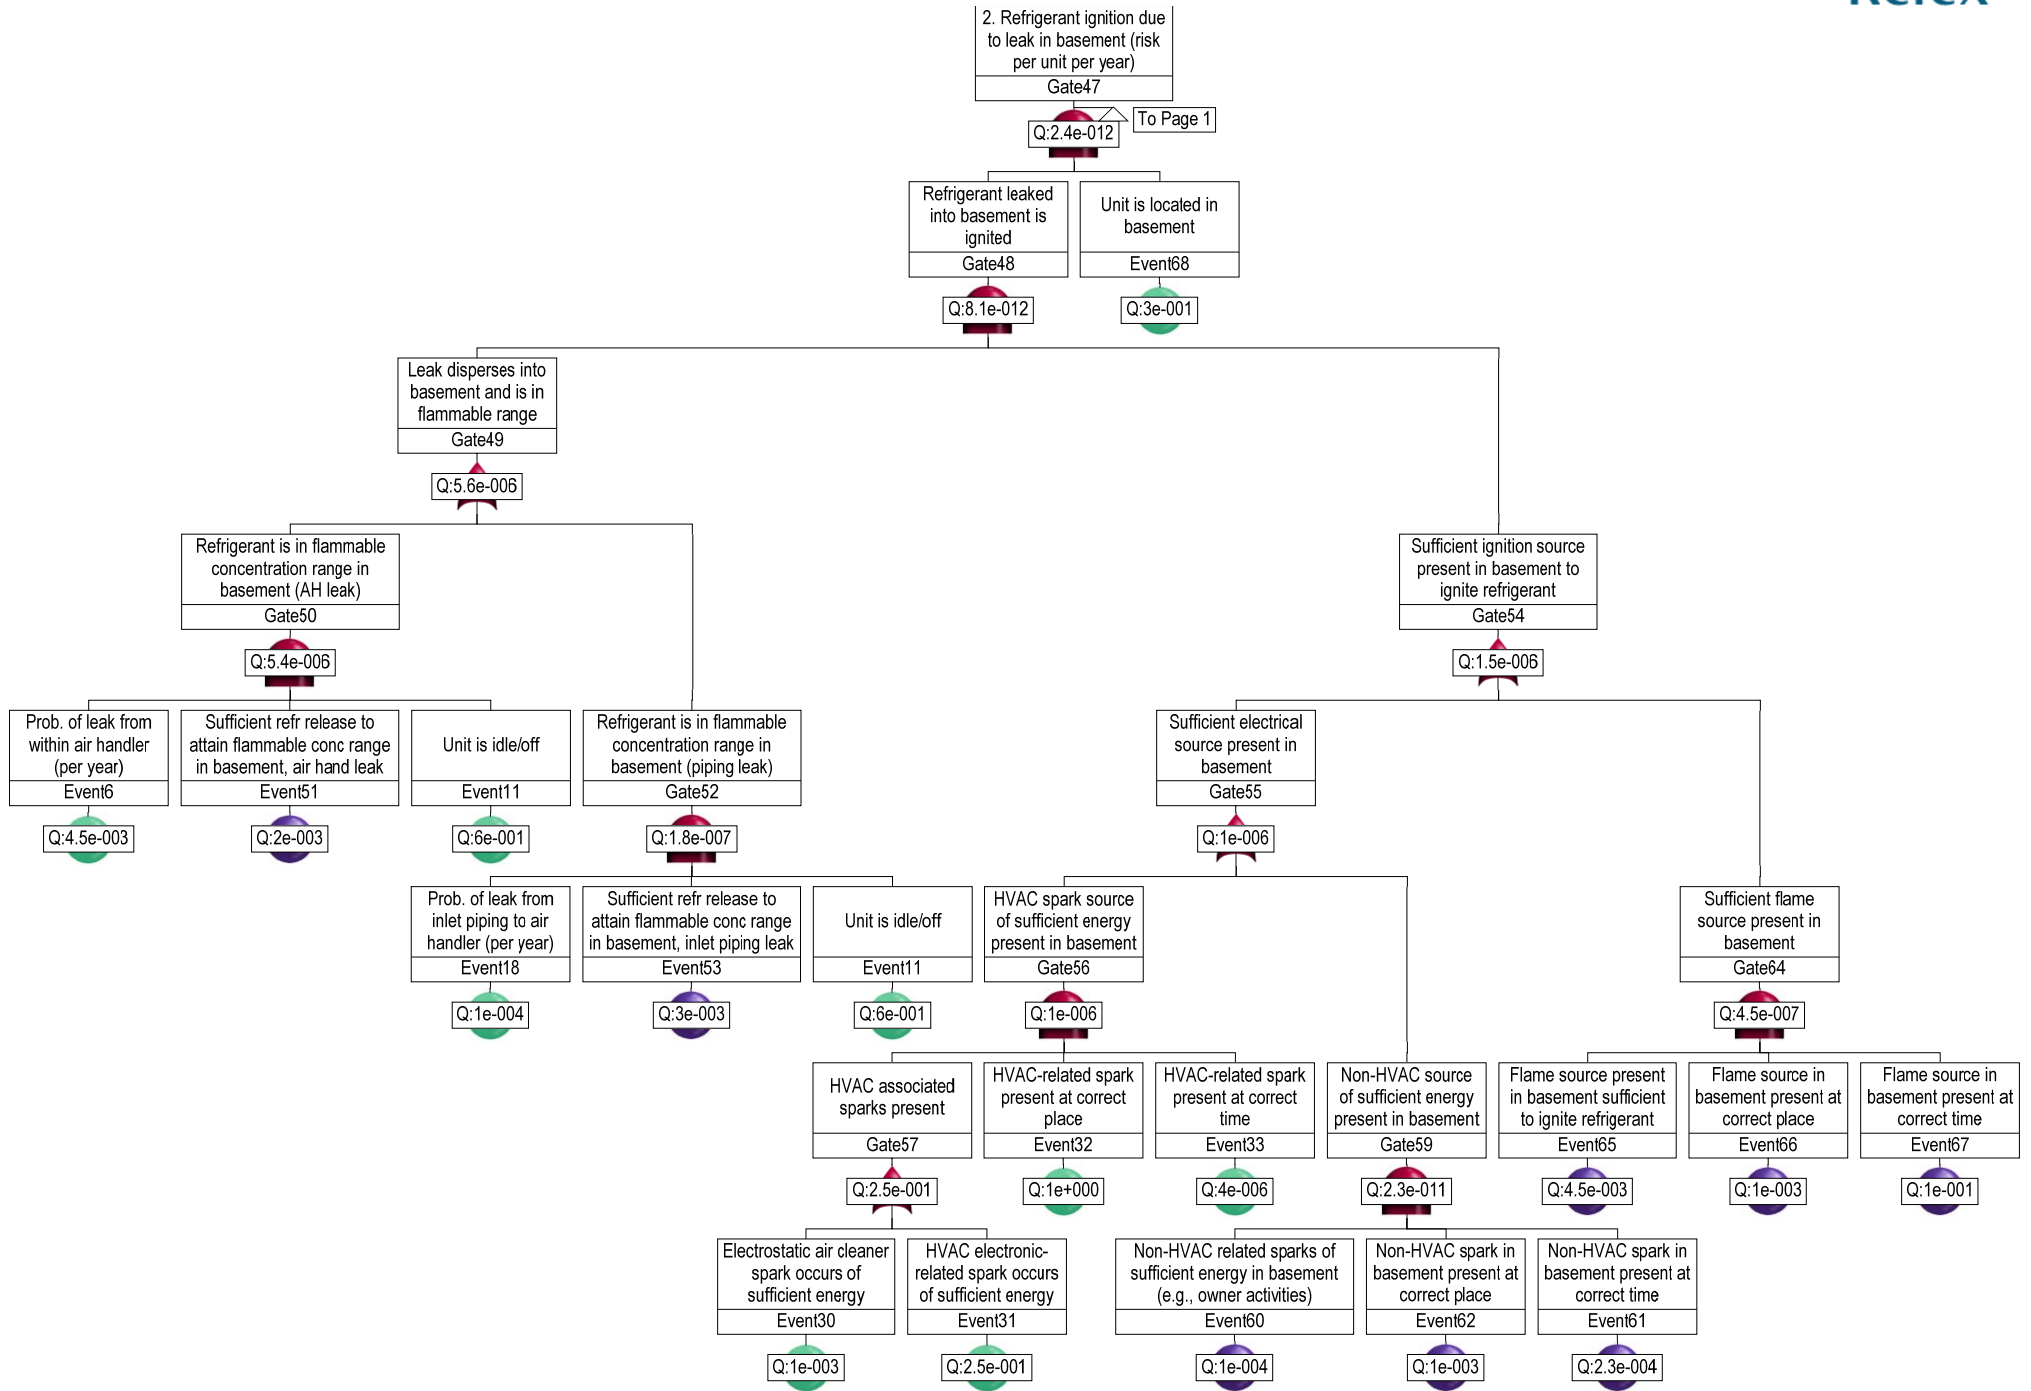 2. Refrigerant ignition due
to leak in basement (risk
per unit per year)
Gate47
Q:2.4e-012
To Page 1
Refrigerant leaked
into basement is
ignited
Gate48
Q:8.1e-012
Unit is located in
basement
Event68
Q:3e-001
Leak disperses into
basement and is in
flammable range
Gate49
Q:5.6e-006
Refrigerant is in flammable
concentration range in
basement (AH leak)
Gate50
Q:5.4e-006
Sufficient ignition source
present in basement to
ignite refrigerant
Gate54
Q:1.5e-006
Prob. of leak from
within air handler
(per year)
Event6
Q:4.5e-003
Sufficient refr release to
attain flammable conc range
in basement, air hand leak
Event51
Q:2e-003
Unit is idle/off
Event11
Q:6e-001
Refrigerant is in flammable
concentration range in
basement (piping leak)
Gate52
Q:1.8e-007
Sufficient electrical
source present in
basement
Gate55
Q:1e-006
Prob. of leak from
inlet piping to air
handler (per year)
Event18
Q:1e-004
Sufficient refr release to
attain flammable conc range
in basement, inlet piping leak
Event53
Q:3e-003
Unit is idle/off
Event11
Q:6e-001
HVAC spark source
of sufficient energy
present in basement
Gate56
Q:1e-006
Sufficient flame
source present in
basement
Gate64
Q:4.5e-007
HVAC associated
sparks present
Gate57
Q:2.5e-001
HVAC-related spark
present at correct
place
Event32
Q:1e+000
HVAC-related spark
present at correct
time
Event33
Q:4e-006
Non-HVAC source
of sufficient energy
present in basement
Gate59
Q:2.3e-011
Flame source present
in basement sufficient
to ignite refrigerant
Event65
Q:4.5e-003
Flame source in
basement present at
correct place
Event66
Q:1e-003
Flame source in
basement present at
correct time
Event67
Q:1e-001
Electrostatic air cleaner
spark occurs of
sufficient energy
Event30
Q:1e-003
HVAC electronic-
related spark occurs
of sufficient energy
Event31
Q:2.5e-001
Non-HVAC related sparks of
sufficient energy in basement
(e.g., owner activities)
Event60
Q:1e-004
Non-HVAC spark in
basement present at
correct place
Event62
Q:1e-003
Non-HVAC spark in
basement present at
correct time
Event61
Q:2.3e-004